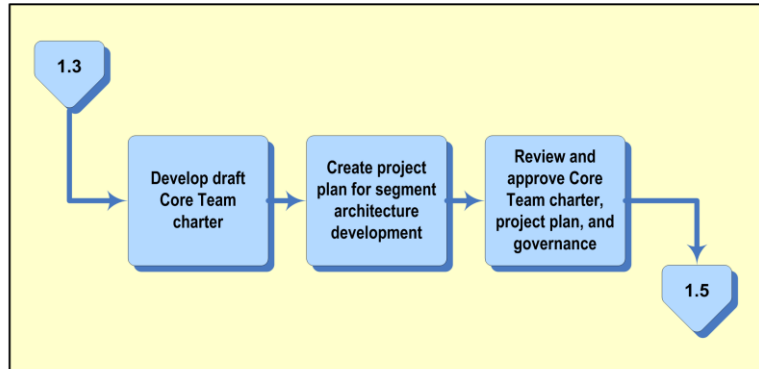 1.3
Develop draft
Core Team
charter
Create project
plan for segment
architecture
development
Review and
approve Core
Team charter,
project plan, and
governance
1.5